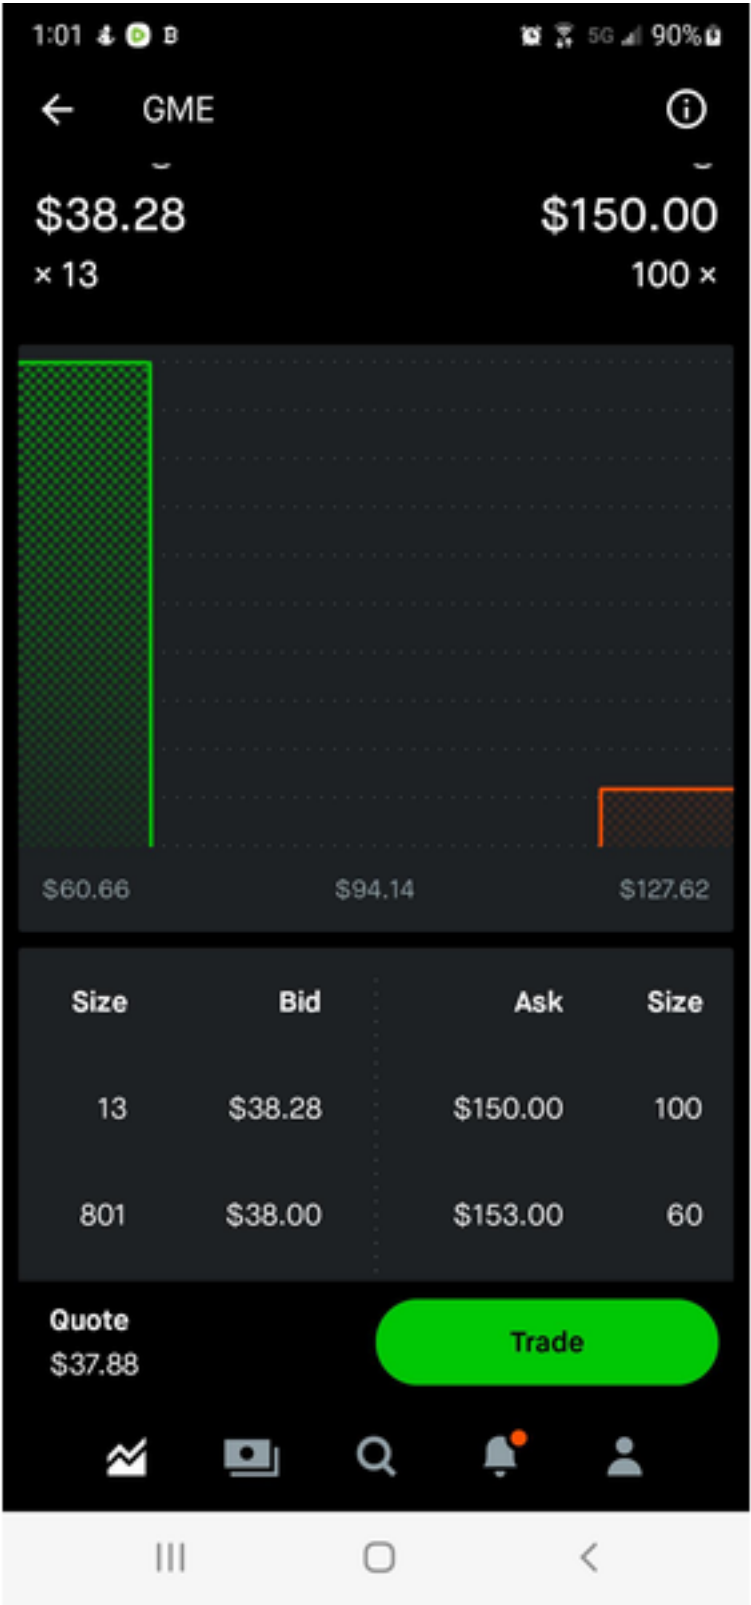 1:01 5G 90%
GME
$38.28 $150.00
× 13 100 ×
$60.66 $94.14 $127.62
Size Bid Ask Size
13 $38.28 $150.00 100
801 $38.00 $153.00 60
Quote
$37.88
Trade